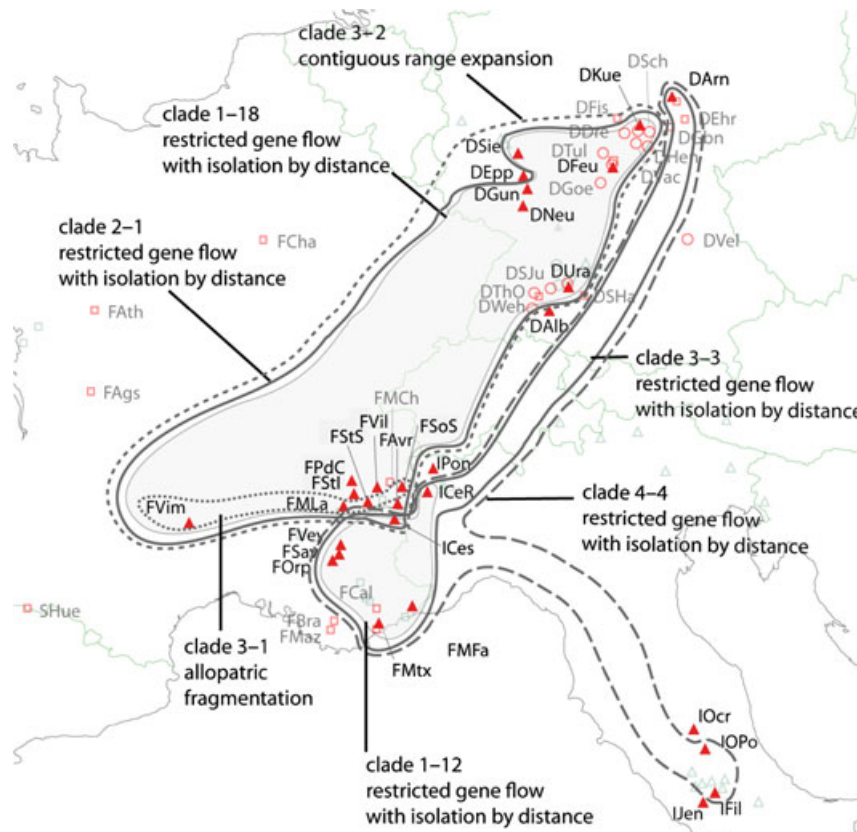 clade 3–2
contiguous range expansion
DSch
DKue
DArn
clade 1–18
restricted gene flow
with isolation by distance
DFis
DEhr
DDre
DGon
DSie
DTul
DHen
DEpp
DFeu
DVac
DGun
DGoe
DNeu
clade 2–1
restricted gene flow
with isolation by distance
FCha
DVel
DSJu
DUra
DThO
DSHa
DWeh
FAth
DAlb
clade 3–3
restricted gene flow
with isolation by distance
FMCh
FAgs
FVil
FSoS
FStS
FAvr
FPdC
IPon
FStl
ICeR
clade 4–4
restricted gene flow
with isolation by distance
FVim
FMLa
FVey
ICes
FSay
FOrp
FCal
SHue
FBra
FMaz
clade 3–1
allopatric
fragmentation
FMFa
FMtx
IOcr
IOPo
clade 1–12
restricted gene flow
with isolation by distance
IJen
IFil